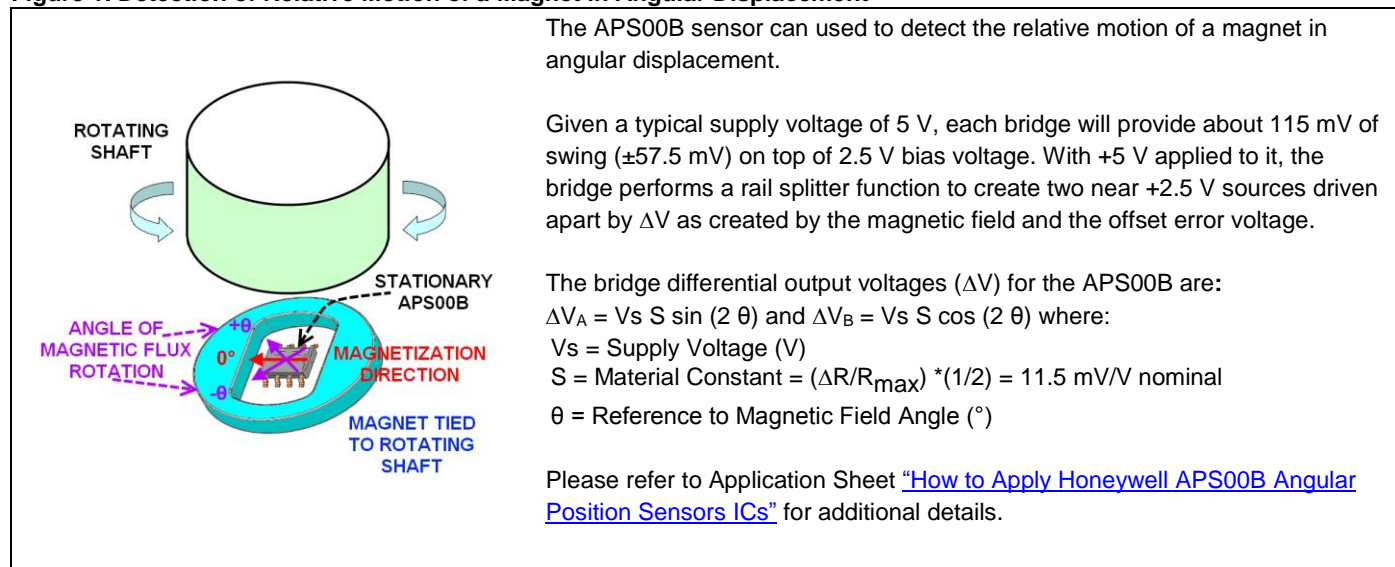 Figure 1. Detection of Relative Motion of a Magnet in Angular Displacement
ROTATING
SHAFT
STATIONARY
APS00B
ANGLE OF
MAGNETIC FLUX
ROTATION
+θ
0°
-θ
MAGNETIZATION
DIRECTION
MAGNET TIED
TO ROTATING
SHAFT
The APS00B sensor can used to detect the relative motion of a magnet in
angular displacement.
Given a typical supply voltage of 5 V, each bridge will provide about 115 mV of
swing (±57.5 mV) on top of 2.5 V bias voltage. With +5 V applied to it, the
bridge performs a rail splitter function to create two near +2.5 V sources driven
apart by ∆V as created by the magnetic field and the offset error voltage.
The bridge differential output voltages (∆V) for the APS00B are:
∆VA = Vs S sin (2 θ) and ∆VB = Vs S cos (2 θ) where:
Vs = Supply Voltage (V)
S = Material Constant = (∆R/Rmax) *(1/2) = 11.5 mV/V nominal
θ = Reference to Magnetic Field Angle (°)
Please refer to Application Sheet “How to Apply Honeywell APS00B Angular
Position Sensors ICs” for additional details.